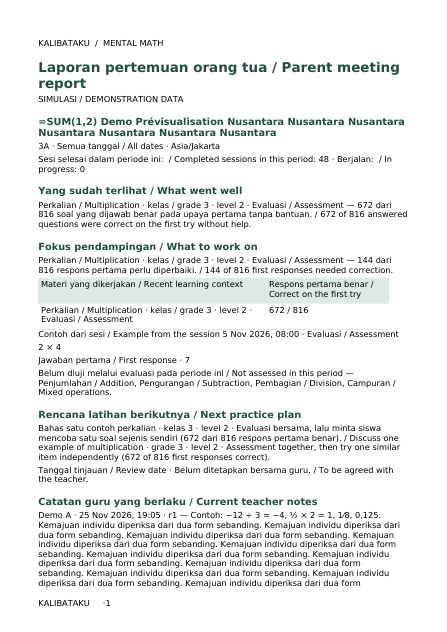 KALIBATAKU / MENTAL MATH
Laporan pertemuan orang tua / Parent meeting
report
SIMULASI / DEMONSTRATION DATA
=SUM(1,2) Demo Prévisualisation Nusantara Nusantara Nusantara
Nusantara Nusantara Nusantara Nusantara
3A · Semua tanggal / All dates · Asia/Jakarta
Sesi selesai dalam periode ini: / Completed sessions in this period: 48 · Berjalan: / In
progress: 0
Yang sudah terlihat / What went well
Perkalian / Multiplication · kelas / grade 3 · level 2 · Evaluasi / Assessment — 672 dari
816 soal yang dijawab benar pada upaya pertama tanpa bantuan. / 672 of 816 answered
questions were correct on the first try without help.
Fokus pendampingan / What to work on
Perkalian / Multiplication · kelas / grade 3 · level 2 · Evaluasi / Assessment — 144 dari
816 respons pertama perlu diperbaiki. / 144 of 816 first responses needed correction.
Materi yang dikerjakan / Recent learning context
Respons pertama benar /
Correct on the first try
Perkalian / Multiplication · kelas / grade 3 · level 2 ·
Evaluasi / Assessment
672 / 816
Contoh dari sesi / Example from the session 5 Nov 2026, 08:00 · Evaluasi / Assessment
2 × 4
Jawaban pertama / First response · 7
Belum diuji melalui evaluasi pada periode ini / Not assessed in this period —
Penjumlahan / Addition, Pengurangan / Subtraction, Pembagian / Division, Campuran /
Mixed operations.
Rencana latihan berikutnya / Next practice plan
Bahas satu contoh perkalian · kelas 3 · level 2 · Evaluasi bersama, lalu minta siswa
mencoba satu soal sejenis sendiri (672 dari 816 respons pertama benar). / Discuss one
example of multiplication · grade 3 · level 2 · Assessment together, then try one similar
item independently (672 of 816 first responses correct).
Tanggal tinjauan / Review date · Belum ditetapkan bersama guru. / To be agreed with
the teacher.
Catatan guru yang berlaku / Current teacher notes
Demo A · 25 Nov 2026, 19:05 · r1 — Contoh: −12 + 3 = −4, ½ × 2 = 1, 1⁄8, 0,125.
Kemajuan individu diperiksa dari dua form sebanding. Kemajuan individu diperiksa dari
dua form sebanding. Kemajuan individu diperiksa dari dua form sebanding. Kemajuan
individu diperiksa dari dua form sebanding. Kemajuan individu diperiksa dari dua form
sebanding. Kemajuan individu diperiksa dari dua form sebanding. Kemajuan individu
diperiksa dari dua form sebanding. Kemajuan individu diperiksa dari dua form
sebanding. Kemajuan individu diperiksa dari dua form sebanding. Kemajuan individu
diperiksa dari dua form sebanding. Kemajuan individu diperiksa dari dua form
KALIBATAKU ·1